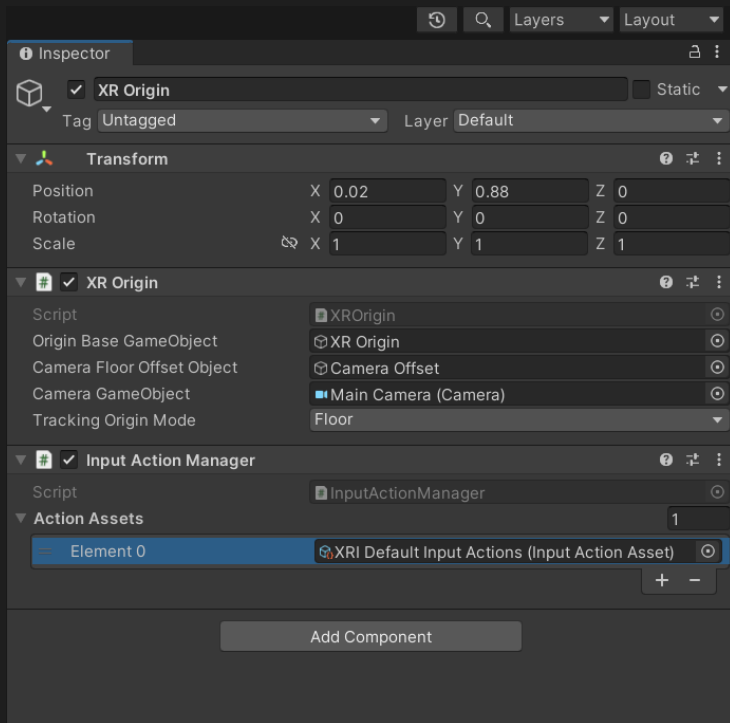 Layers Layout
Inspector
XR Origin Static
Tag Untagged Layer Default
Transform
Position X 0.02 Y 0.88 Z 0
Rotation X 0 Y 0 Z 0
Scale X 1 Y 1 Z 1
# XR Origin
Script # XROrigin
Origin Base GameObject XR Origin
Camera Floor Offset Object Camera Offset
Camera GameObject Main Camera (Camera)
Tracking Origin Mode Floor
# Input Action Manager
Script # InputActionManager
Action Assets 1
Element 0 XRI Default Input Actions (Input Action Asset)
+ −
Add Component